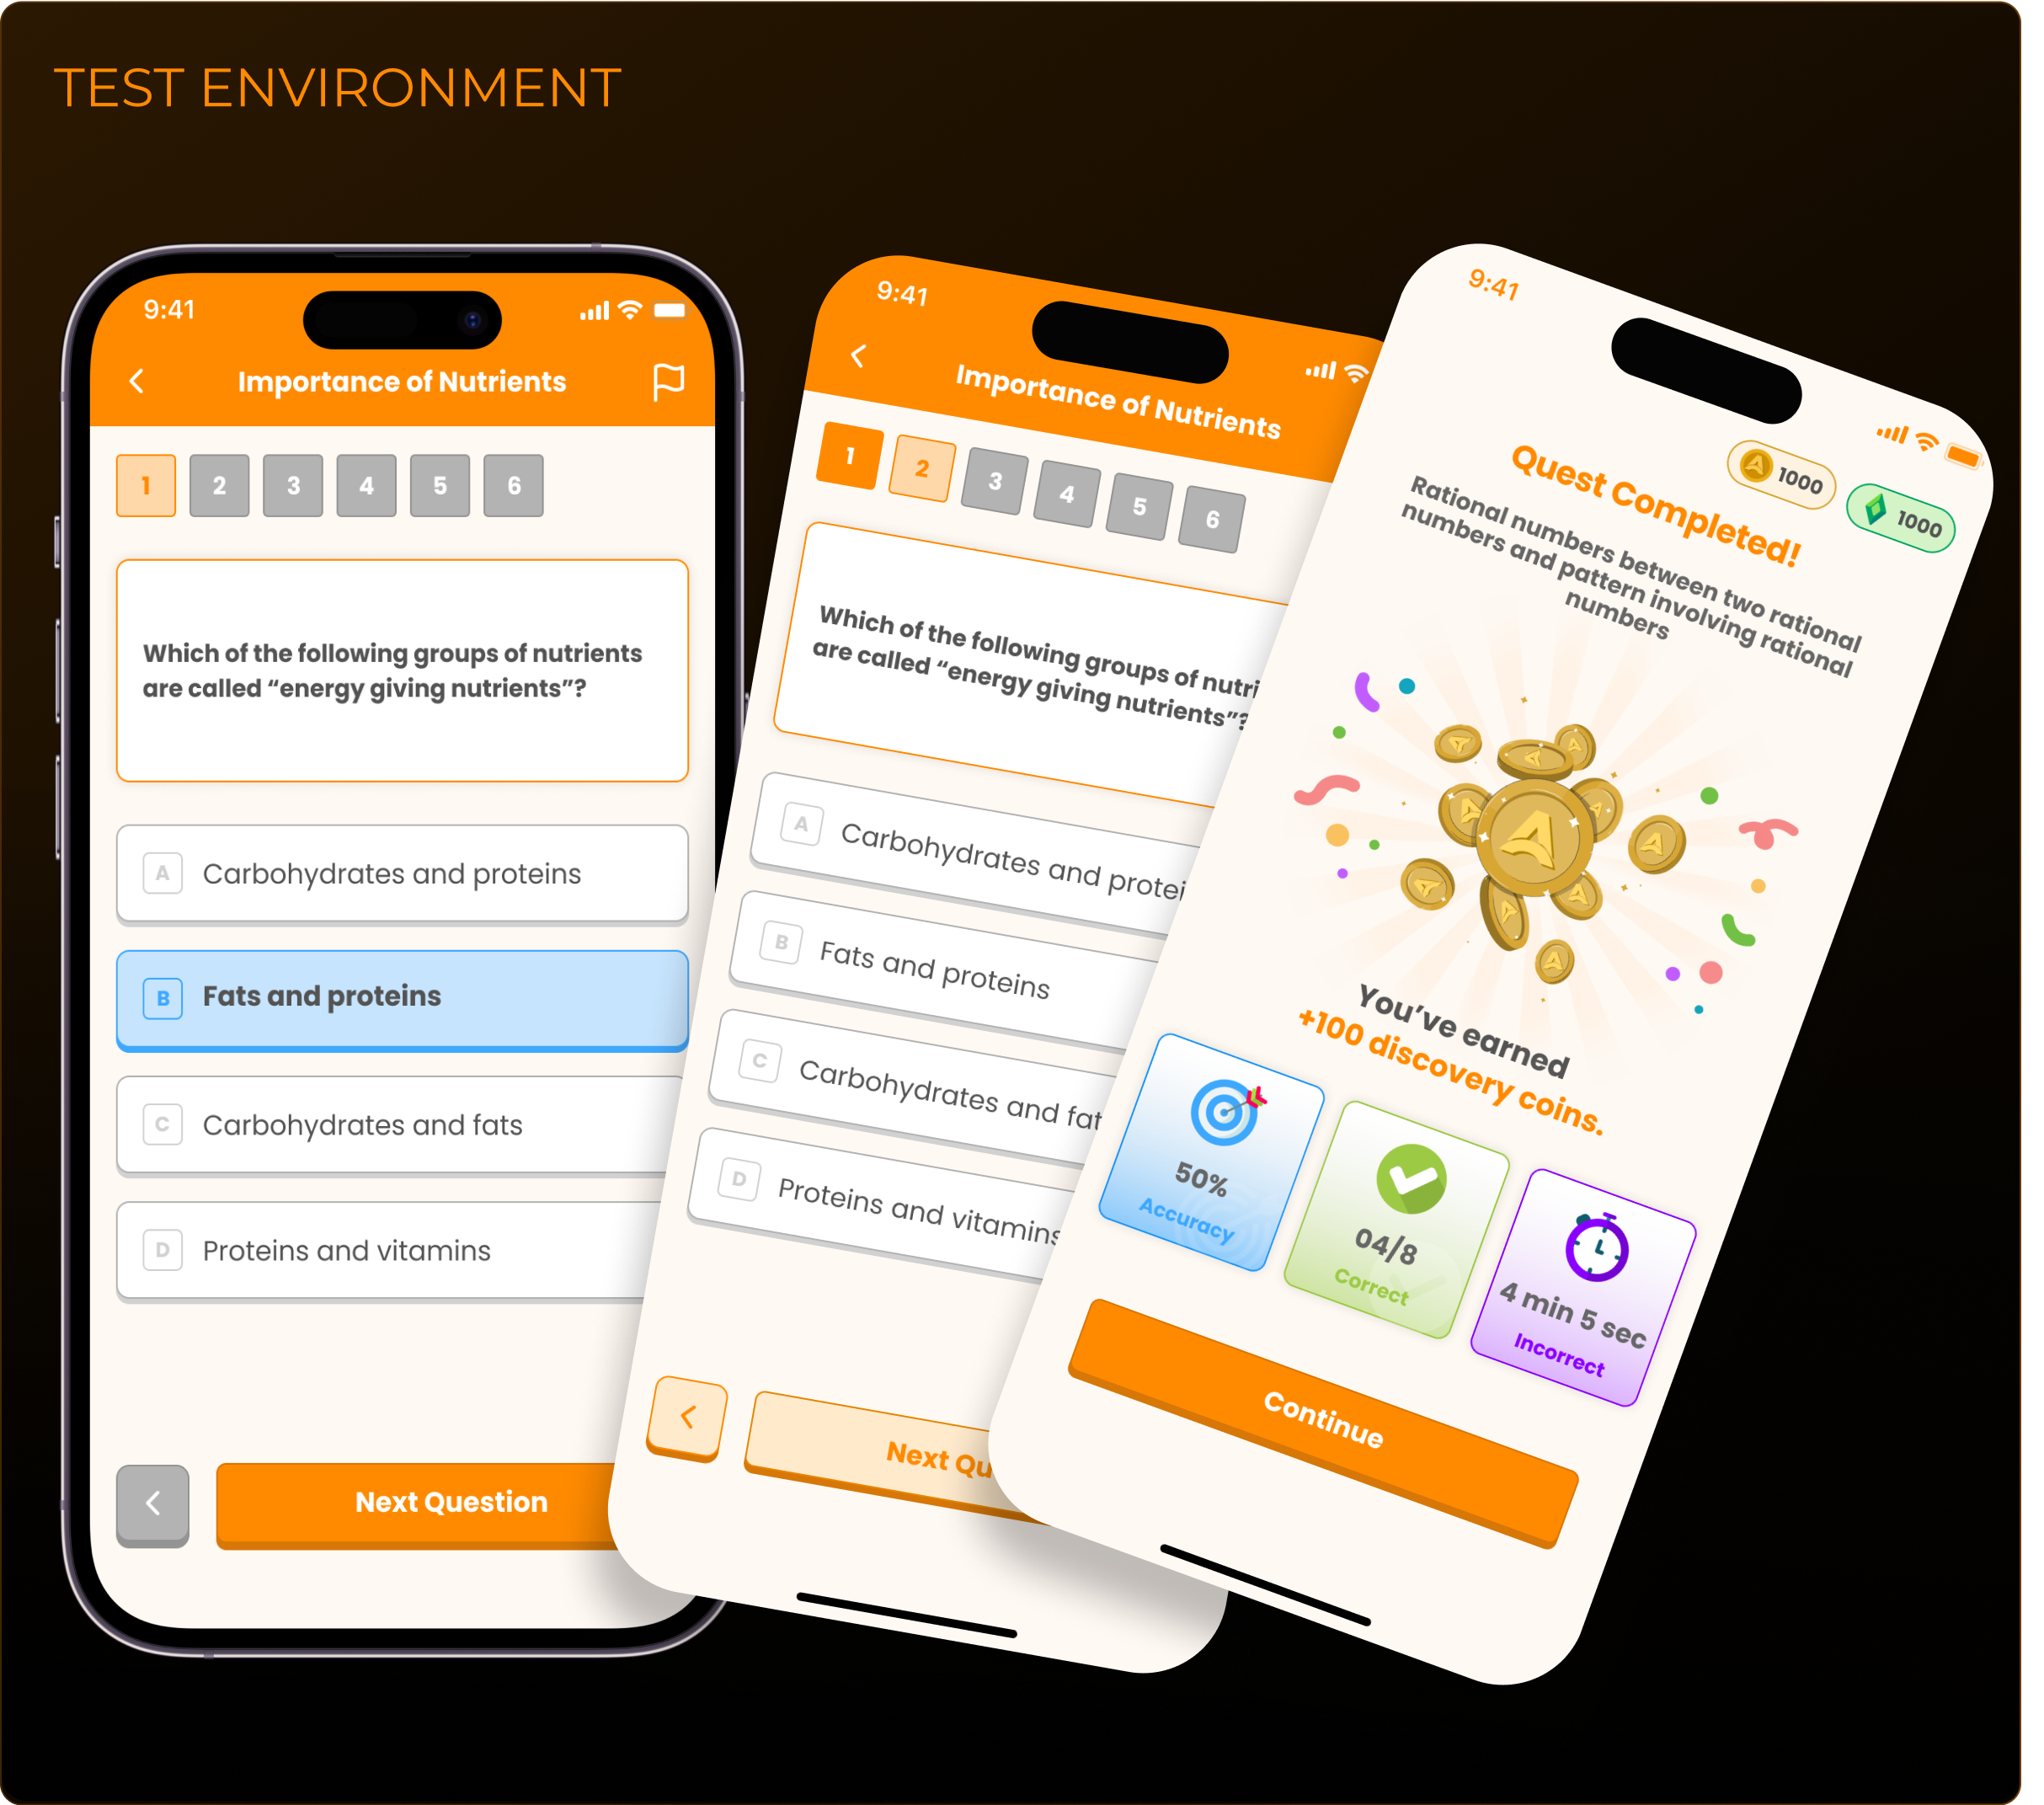 TEST ENVIRONMENT
9:41
Importance of Nutrients
1 2 3 4 5 6
Which of the following groups of nutrients
are called “energy giving nutrients”?
A Carbohydrates and proteins
B Fats and proteins
C Carbohydrates and fats
D Proteins and vitamins
Next Question
9:41
Importance of Nutrients
1 2 3 4 5 6
Which of the following groups of nutri
are called “energy giving nutrients”?
A Carbohydrates and protei
B Fats and proteins
C Carbohydrates and fat
D Proteins and vitamins
Next Qu
9:41
1000
1000
Quest Completed!
Rational numbers between two rational
numbers and pattern involving rational
numbers
You’ve earned
+100 discovery coins.
50%
Accuracy
04/8
Correct
4 min 5 sec
Incorrect
Continue